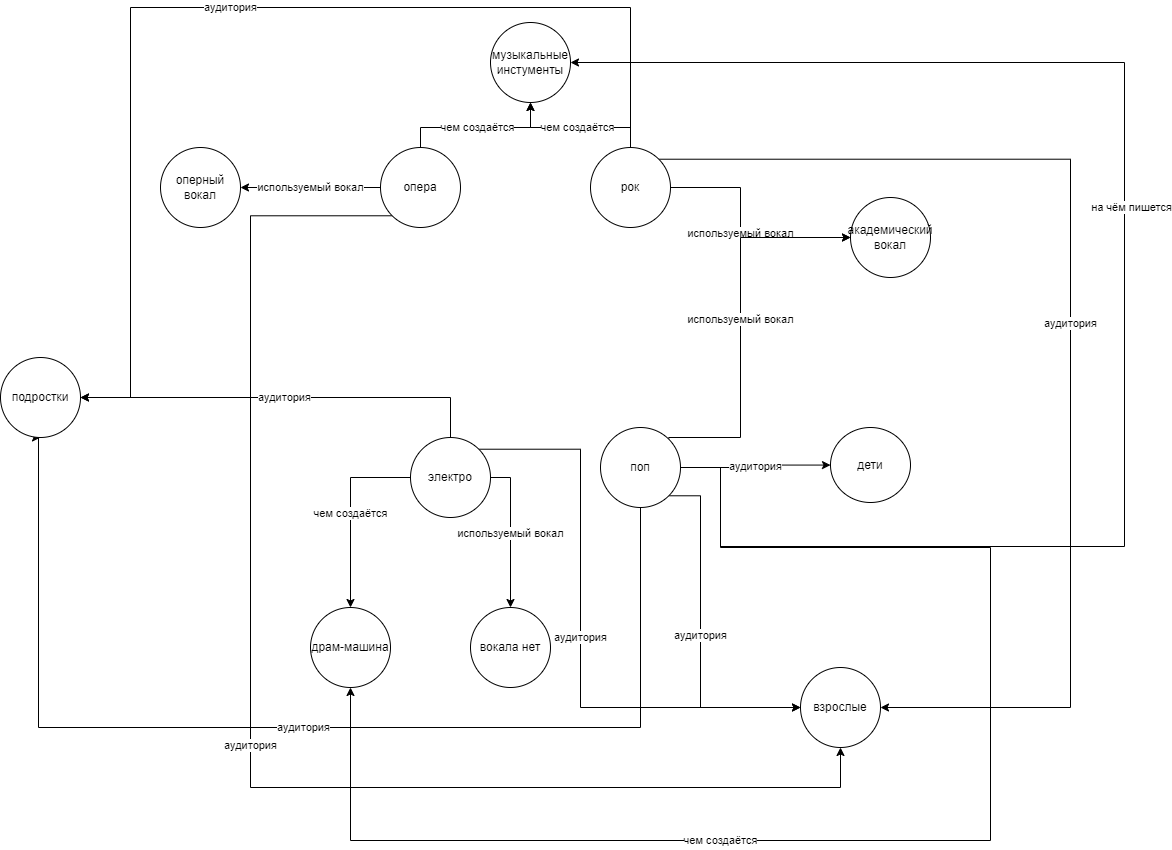 аудитория
музыкальные
инстументы
чем создаётся
чем создаётся
оперный
вокал
используемый вокал
опера
рок
на чём пишется
используемый вокал
академический
вокал
используемый вокал
аудитория
подростки
аудитория
электро
поп
аудитория
дети
чем создаётся
используемый вокал
драм-машина
вокала нет
аудитория
аудитория
взрослые
аудитория
аудитория
чем создаётся